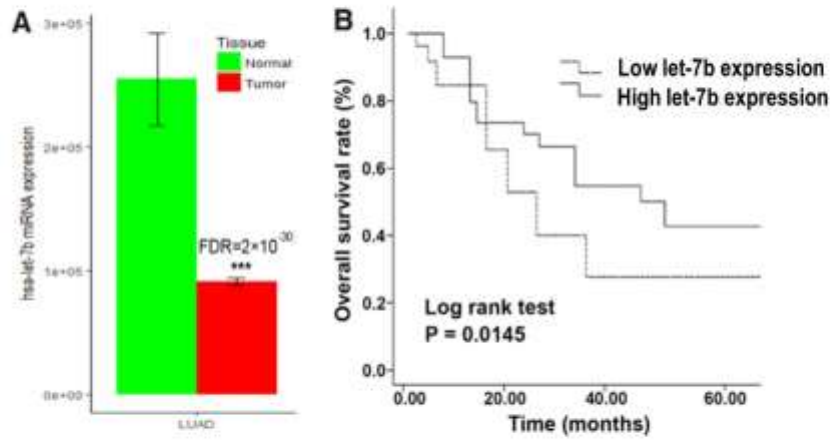 A
hsa-let-7b miRNA expression
3e+05
2e+05
1e+05
0e+00
Tissue
Normal
Tumor
FDR=2×10⁻³⁰
***
LUAD
B
Overall survival rate (%)
1.0
0.8
0.6
0.4
0.2
0.0
Low let-7b expression
High let-7b expression
Log rank test
P = 0.0145
0.00 20.00 40.00 60.00
Time (months)